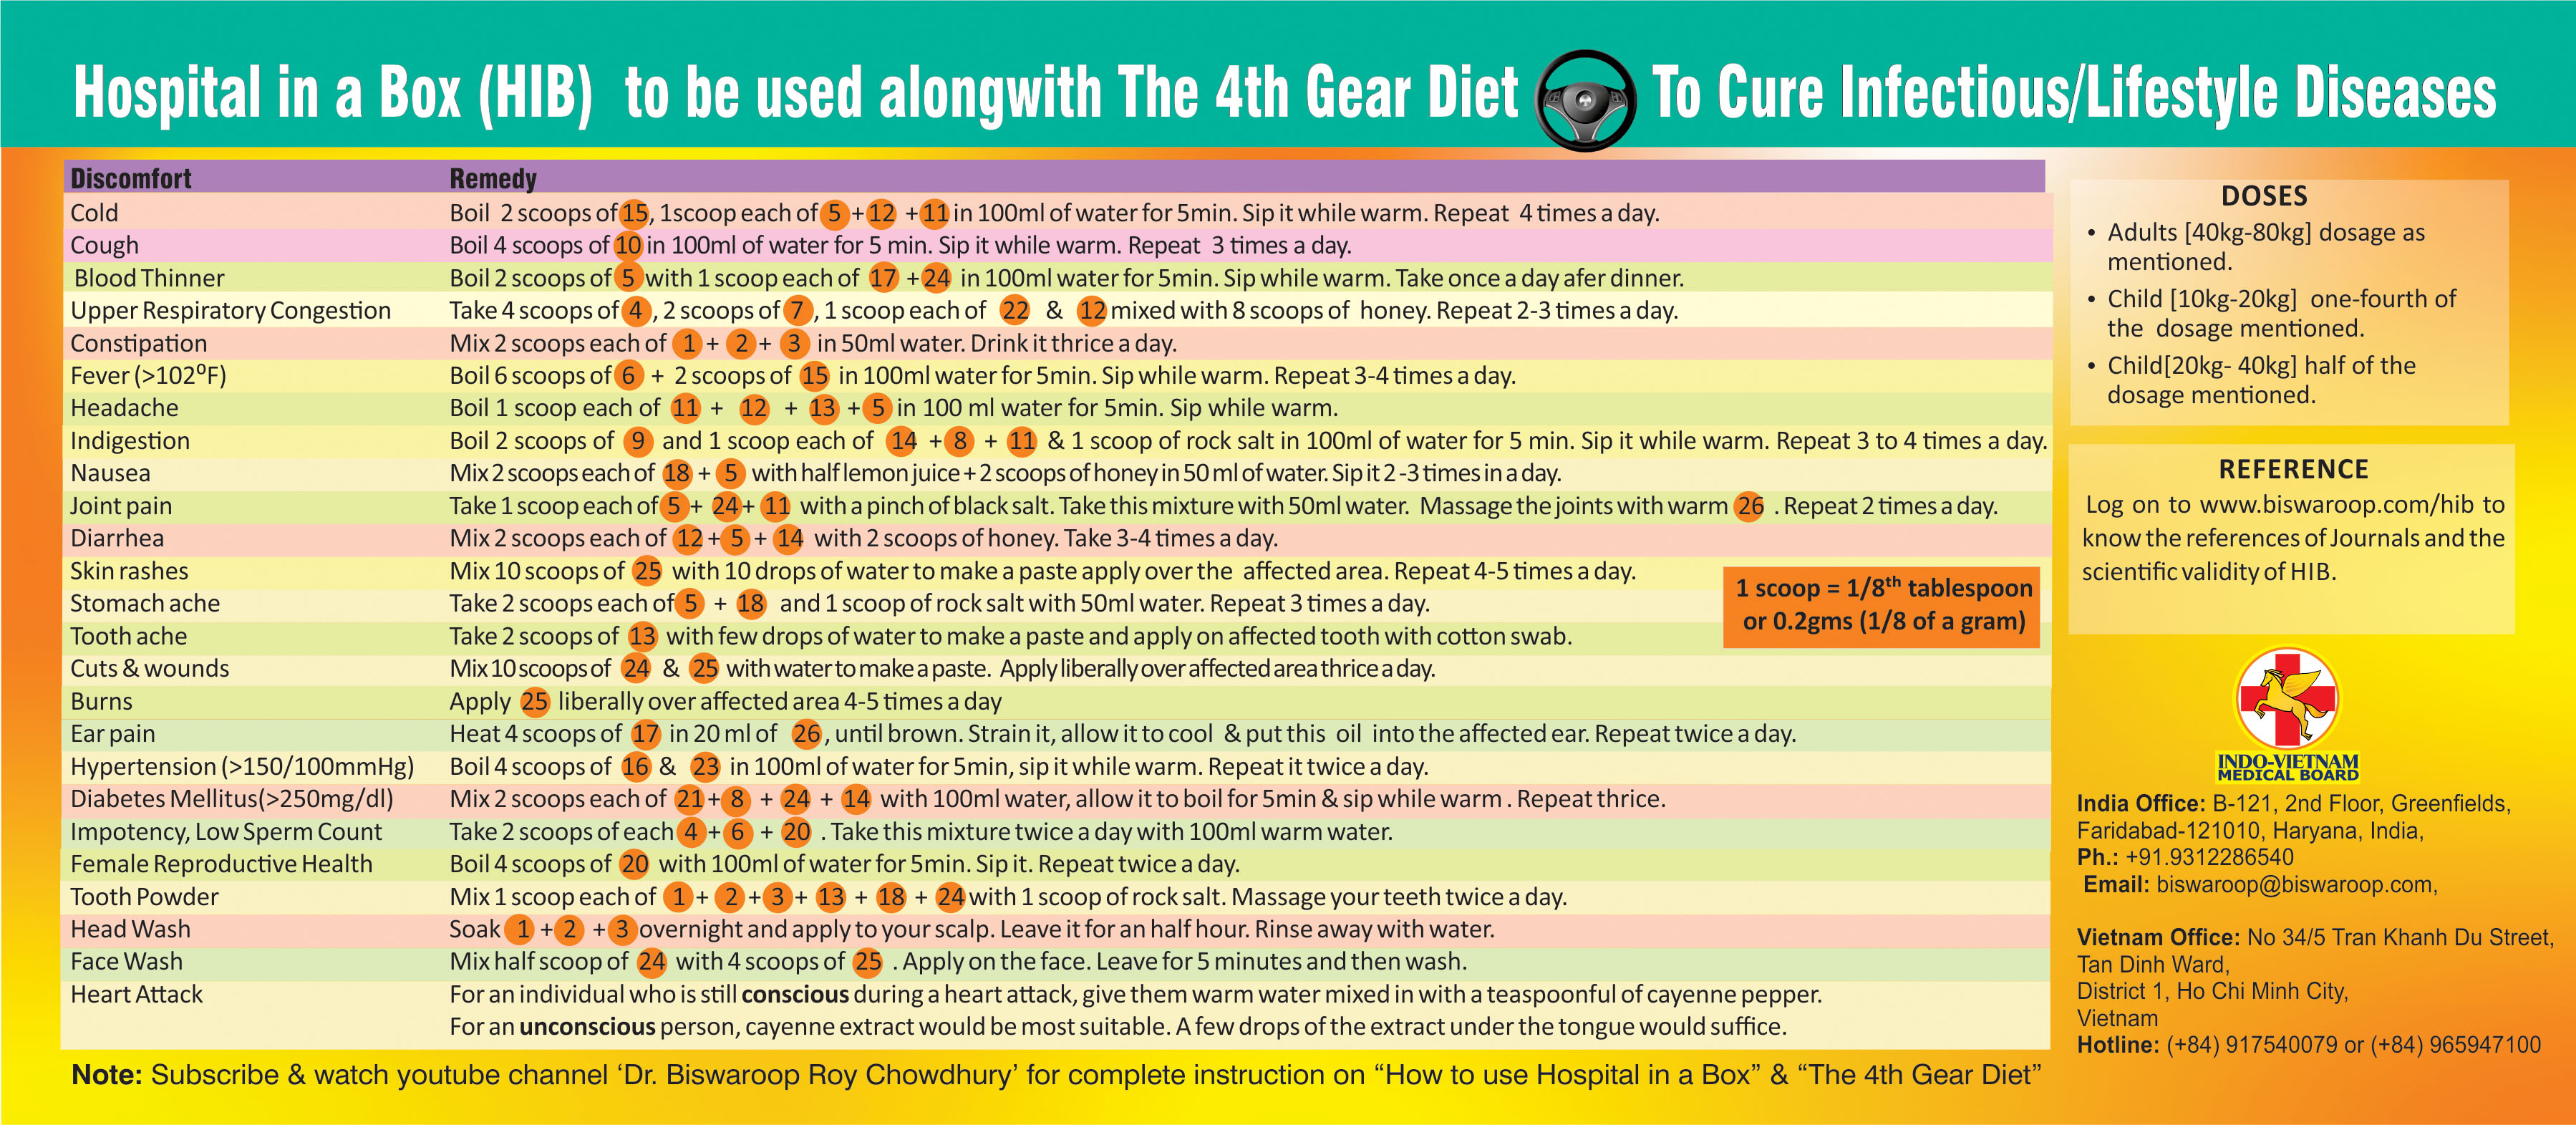 Hospital in a Box (HIB) to be used alongwith The 4th Gear Diet To Cure Infectious/Lifestyle Diseases
Discomfort Remedy
Cold Boil 2 scoops of 15, 1scoop each of 5 + 12 + 11 in 100ml of water for 5min. Sip it while warm. Repeat 4 times a day.
Cough Boil 4 scoops of 10 in 100ml of water for 5 min. Sip it while warm. Repeat 3 times a day.
Blood Thinner Boil 2 scoops of 5 with 1 scoop each of 17 + 24 in 100ml water for 5min. Sip while warm. Take once a day afer dinner.
Upper Respiratory Congestion Take 4 scoops of 4 , 2 scoops of 7 , 1 scoop each of 22 & 12 mixed with 8 scoops of honey. Repeat 2-3 times a day.
Constipation Mix 2 scoops each of 1 + 2 + 3 in 50ml water. Drink it thrice a day.
Fever (>102⁰F) Boil 6 scoops of 6 + 2 scoops of 15 in 100ml water for 5min. Sip while warm. Repeat 3-4 times a day.
Headache Boil 1 scoop each of 11 + 12 + 13 + 5 in 100 ml water for 5min. Sip while warm.
Indigestion Boil 2 scoops of 9 and 1 scoop each of 14 + 8 + 11 & 1 scoop of rock salt in 100ml of water for 5 min. Sip it while warm. Repeat 3 to 4 times a day.
Nausea Mix 2 scoops each of 18 + 5 with half lemon juice + 2 scoops of honey in 50 ml of water. Sip it 2 -3 times in a day.
Joint pain Take 1 scoop each of 5 + 24 + 11 with a pinch of black salt. Take this mixture with 50ml water. Massage the joints with warm 26 . Repeat 2 times a day.
Diarrhea Mix 2 scoops each of 12 + 5 + 14 with 2 scoops of honey. Take 3-4 times a day.
Skin rashes Mix 10 scoops of 25 with 10 drops of water to make a paste apply over the affected area. Repeat 4-5 times a day.
Stomach ache Take 2 scoops each of 5 + 18 and 1 scoop of rock salt with 50ml water. Repeat 3 times a day.
Tooth ache Take 2 scoops of 13 with few drops of water to make a paste and apply on affected tooth with cotton swab.
Cuts & wounds Mix 10 scoops of 24 & 25 with water to make a paste. Apply liberally over affected area thrice a day.
Burns Apply 25 liberally over affected area 4-5 times a day
Ear pain Heat 4 scoops of 17 in 20 ml of 26 , until brown. Strain it, allow it to cool & put this oil into the affected ear. Repeat twice a day.
Hypertension (>150/100mmHg) Boil 4 scoops of 16 & 23 in 100ml of water for 5min, sip it while warm. Repeat it twice a day.
Diabetes Mellitus(>250mg/dl) Mix 2 scoops each of 21 + 8 + 24 + 14 with 100ml water, allow it to boil for 5min & sip while warm . Repeat thrice.
Impotency, Low Sperm Count Take 2 scoops of each 4 + 6 + 20 . Take this mixture twice a day with 100ml warm water.
Female Reproductive Health Boil 4 scoops of 20 with 100ml of water for 5min. Sip it. Repeat twice a day.
Tooth Powder Mix 1 scoop each of 1 + 2 + 3 + 13 + 18 + 24 with 1 scoop of rock salt. Massage your teeth twice a day.
Head Wash Soak 1 + 2 + 3 overnight and apply to your scalp. Leave it for an half hour. Rinse away with water.
Face Wash Mix half scoop of 24 with 4 scoops of 25 . Apply on the face. Leave for 5 minutes and then wash.
Heart Attack For an individual who is still conscious during a heart attack, give them warm water mixed in with a teaspoonful of cayenne pepper.
For an unconscious person, cayenne extract would be most suitable. A few drops of the extract under the tongue would suffice.
1 scoop = 1/8th tablespoon
or 0.2gms (1/8 of a gram)
Note: Subscribe & watch youtube channel ‘Dr. Biswaroop Roy Chowdhury’ for complete instruction on “How to use Hospital in a Box” & “The 4th Gear Diet”
DOSES
• Adults [40kg-80kg] dosage as
mentioned.
• Child [10kg-20kg] one-fourth of
the dosage mentioned.
• Child[20kg- 40kg] half of the
dosage mentioned.
REFERENCE
Log on to www.biswaroop.com/hib to
know the references of Journals and the
scientific validity of HIB.
INDO-VIETNAM
MEDICAL BOARD
India Office: B-121, 2nd Floor, Greenfields,
Faridabad-121010, Haryana, India,
Ph.: +91.9312286540
Email: biswaroop@biswaroop.com,
Vietnam Office: No 34/5 Tran Khanh Du Street,
Tan Dinh Ward,
District 1, Ho Chi Minh City,
Vietnam
Hotline: (+84) 917540079 or (+84) 965947100